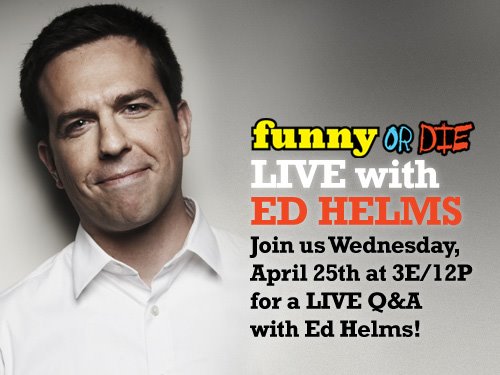 funny OR DIE
LIVE with
ED HELMS
Join us Wednesday,
April 25th at 3E/12P
for a LIVE Q&A
with Ed Helms!